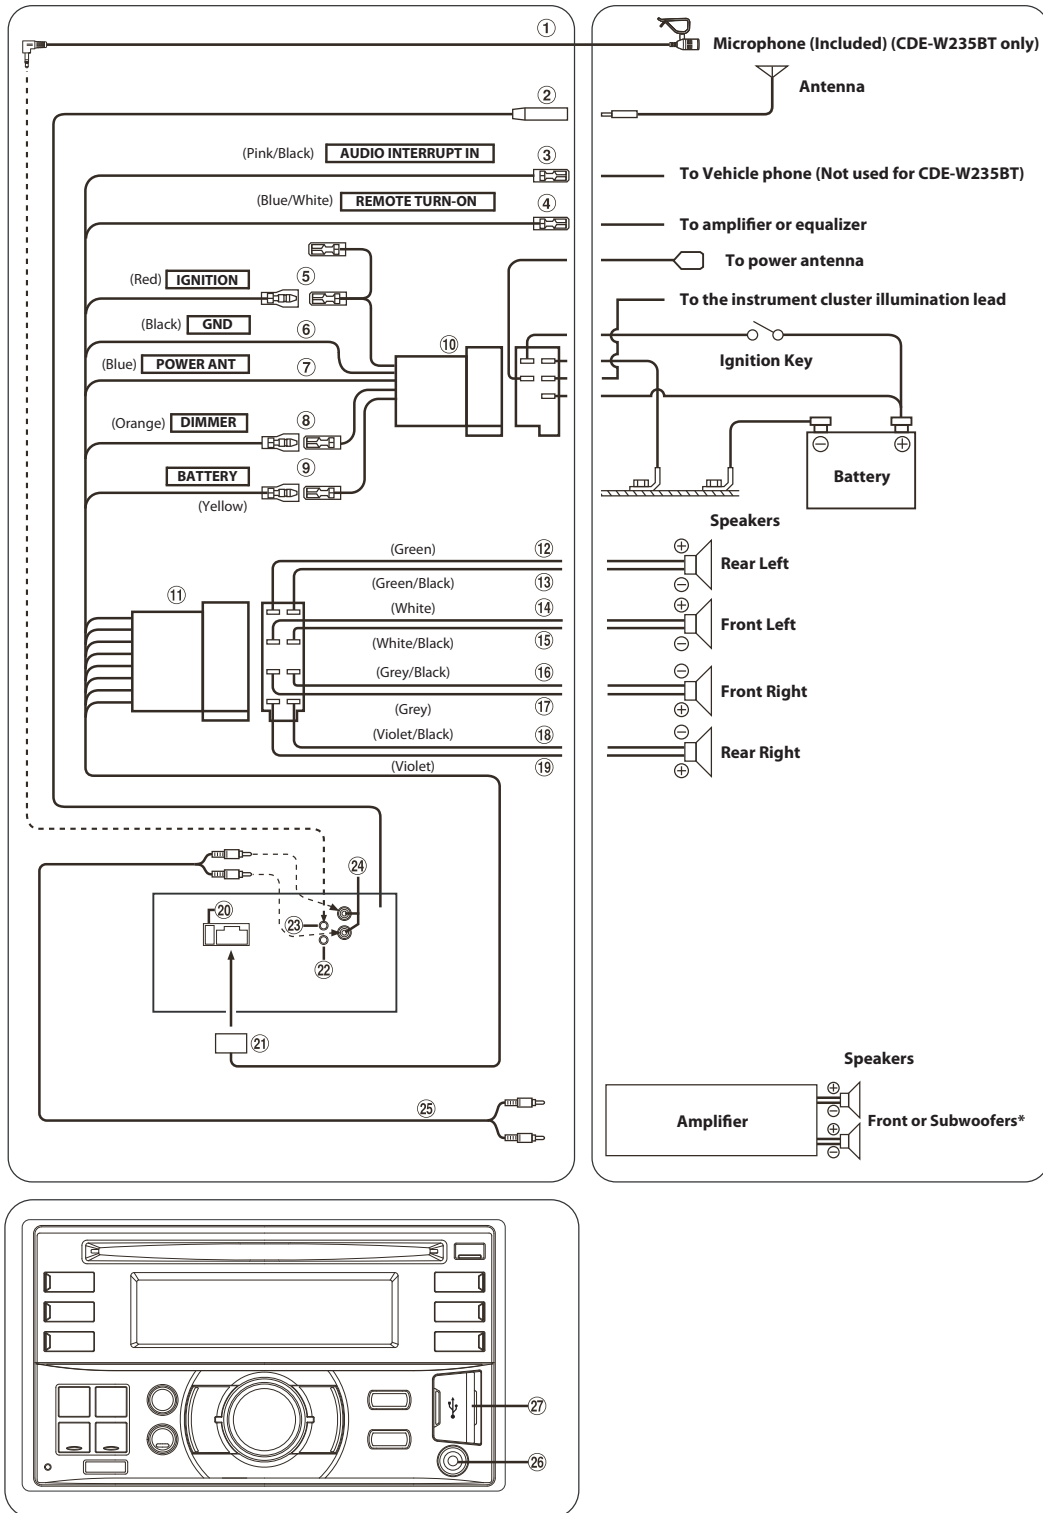 ①
Microphone (Included) (CDE-W235BT only)
Antenna
②
(Pink/Black) AUDIO INTERRUPT IN ③
To Vehicle phone (Not used for CDE-W235BT)
(Blue/White) REMOTE TURN-ON ④
To amplifier or equalizer
To power antenna
(Red) IGNITION ⑤
To the instrument cluster illumination lead
(Black) GND ⑥
⑩
Ignition Key
(Blue) POWER ANT ⑦
(Orange) DIMMER ⑧
⊖ ⊕
Battery
BATTERY ⑨
(Yellow)
Speakers
(Green) ⑫
⊕
Rear Left
⊖
(Green/Black) ⑬
⑪
(White) ⑭
⊕
Front Left
(White/Black) ⑮
⊖
(Grey/Black) ⑯
⊖
Front Right
(Grey) ⑰
⊕
(Violet/Black) ⑱
⊖
Rear Right
(Violet) ⑲
⊕
㉔
⑳
㉓
㉒
㉑
Speakers
㉕
Amplifier
⊕
⊖
Front or Subwoofers*
⊕
⊖
㉗
㉖